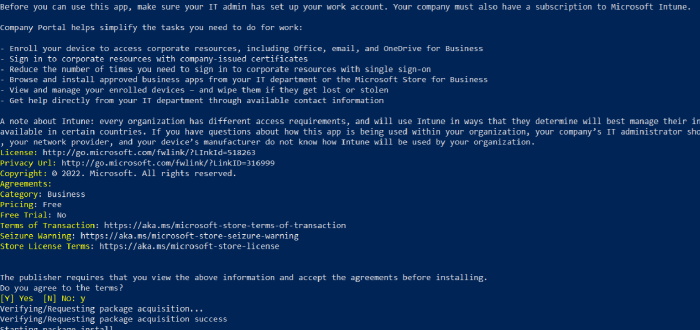 Before you can use this app, make sure your IT admin has set up your work account. Your company must also have a subscription to Microsoft Intune.
Company Portal helps simplify the tasks you need to do for work:
- Enroll your device to access corporate resources, including Office, email, and OneDrive for Business
- Sign in to corporate resources with company-issued certificates
- Reduce the number of times you need to sign in to corporate resources with single sign-on
- Browse and install approved business apps from your IT department or the Microsoft Store for Business
- View and manage your enrolled devices – and wipe them if they get lost or stolen
- Get help directly from your IT department through available contact information
A note about Intune: every organization has different access requirements, and will use Intune in ways that they determine will best manage their in
available in certain countries. If you have questions about how this app is being used within your organization, your company's IT administrator sho
, your network provider, and your device's manufacturer do not know how Intune will be used by your organization.
License: http://go.microsoft.com/fwlink/?LInkId=518263
Privacy Url: http://go.microsoft.com/fwlink/?LinkID=316999
Copyright: © 2022. Microsoft. All rights reserved.
Agreements:
Category: Business
Pricing: Free
Free Trial: No
Terms of Transaction: https://aka.ms/microsoft-store-terms-of-transaction
Seizure Warning: https://aka.ms/microsoft-store-seizure-warning
Store License Terms: https://aka.ms/microsoft-store-license
The publisher requires that you view the above information and accept the agreements before installing.
Do you agree to the terms?
[Y] Yes [N] No: y
Verifying/Requesting package acquisition...
Verifying/Requesting package acquisition success
Starting package install